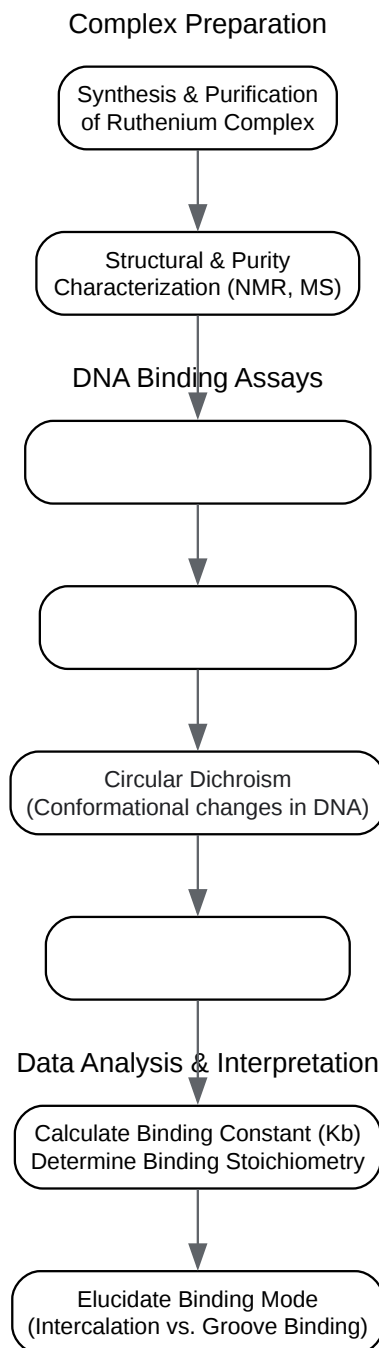 Complex Preparation
Synthesis & Purification
of Ruthenium Complex
Structural & Purity
Characterization (NMR, MS)
DNA Binding Assays
Circular Dichroism
(Conformational changes in DNA)
Data Analysis & Interpretation
Calculate Binding Constant (Kb)
Determine Binding Stoichiometry
Elucidate Binding Mode
(Intercalation vs. Groove Binding)